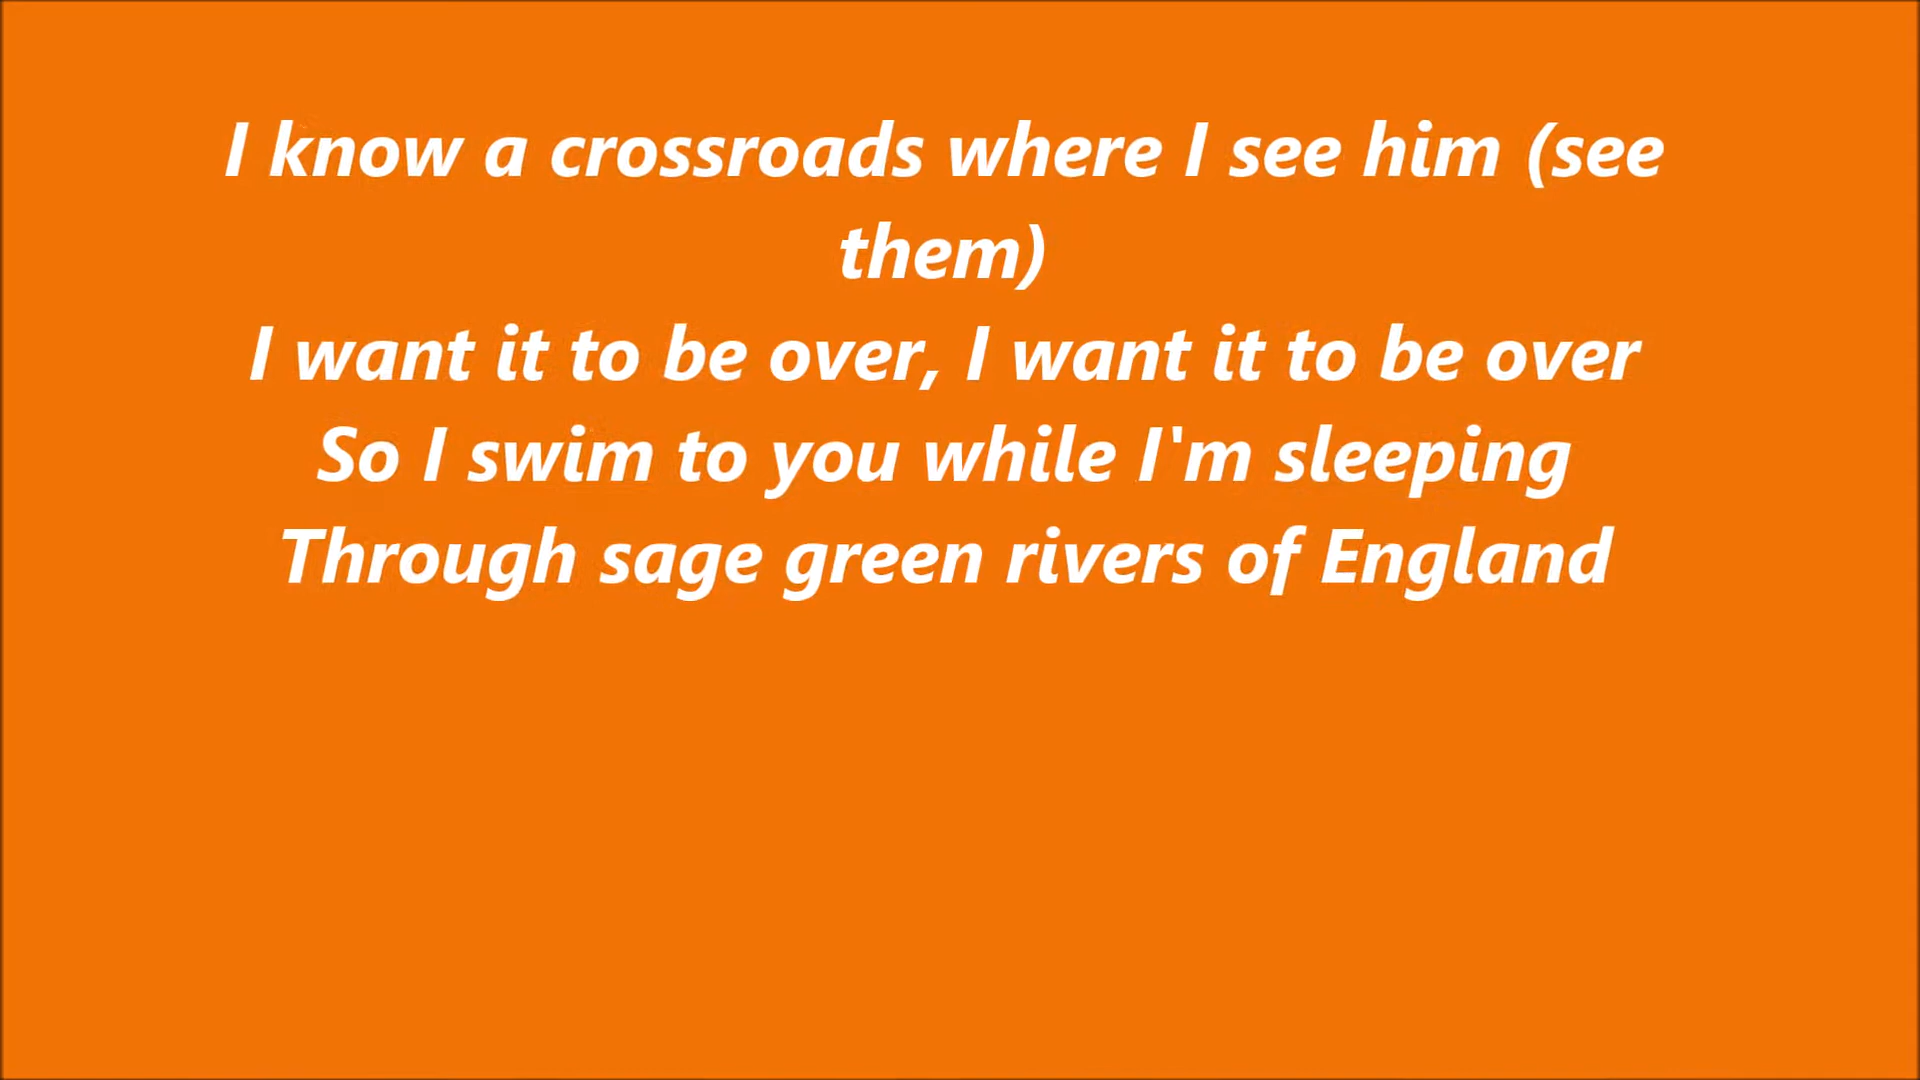 I know a crossroads where I see him (see
them)
I want it to be over, I want it to be over
So I swim to you while I'm sleeping
Through sage green rivers of England